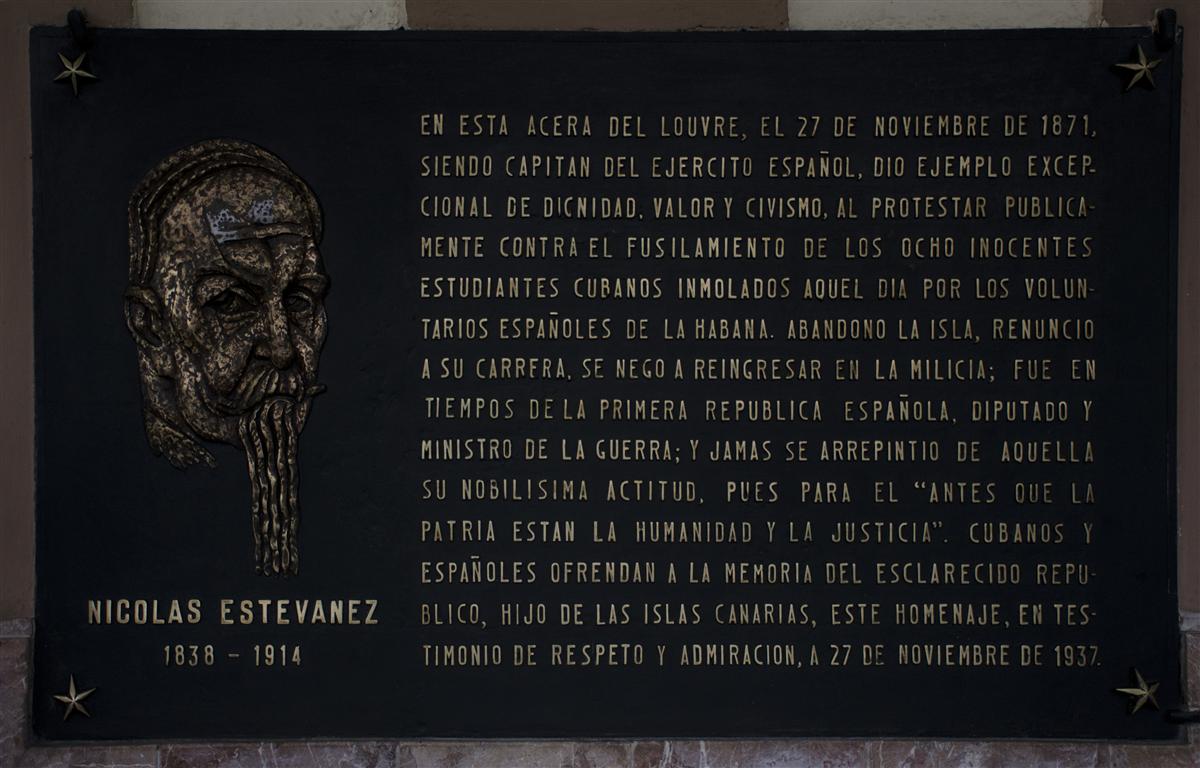 EN ESTA ACERA DEL LOUVRE, EL 27 DE NOVIEMBRE DE 1871,
SIENDO CAPITAN DEL EJERCITO ESPAÑOL, DIO EJEMPLO EXCEP-
CIONAL DE DIGNIDAD, VALOR Y CIVISMO, AL PROTESTAR PUBLICA-
MENTE CONTRA EL FUSILAMIENTO DE LOS OCHO INOCENTES
ESTUDIANTES CUBANOS INMOLADOS AQUEL DIA POR LOS VOLUN-
TARIOS ESPAÑOLES DE LA HABANA. ABANDONO LA ISLA, RENUNCIO
A SU CARRERA, SE NEGO A REINGRESAR EN LA MILICIA; FUE EN
TIEMPOS DE LA PRIMERA REPUBLICA ESPAÑOLA, DIPUTADO Y
MINISTRO DE LA GUERRA; Y JAMAS SE ARREPINTIO DE AQUELLA
SU NOBILISIMA ACTITUD, PUES PARA EL “ANTES QUE LA
PATRIA ESTAN LA HUMANIDAD Y LA JUSTICIA”. CUBANOS Y
ESPAÑOLES OFRENDAN A LA MEMORIA DEL ESCLARECIDO REPU-
BLICO, HIJO DE LAS ISLAS CANARIAS, ESTE HOMENAJE, EN TES-
TIMONIO DE RESPETO Y ADMIRACION, A 27 DE NOVIEMBRE DE 1937.
NICOLAS ESTEVANEZ
1838 - 1914